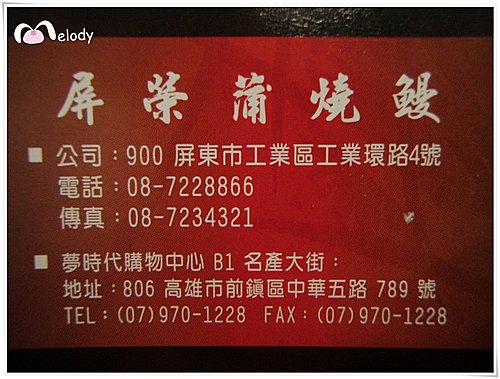 Melody
屏榮蒲燒鰻
■ 公司：900 屏東市工業區工業環路4號
電話：08-7228866
傳真：08-7234321
■ 夢時代購物中心 B1 名產大街：
地址：806 高雄市前鎮區中華五路 789 號
TEL：(07)970-1228 FAX：(07)970-1228